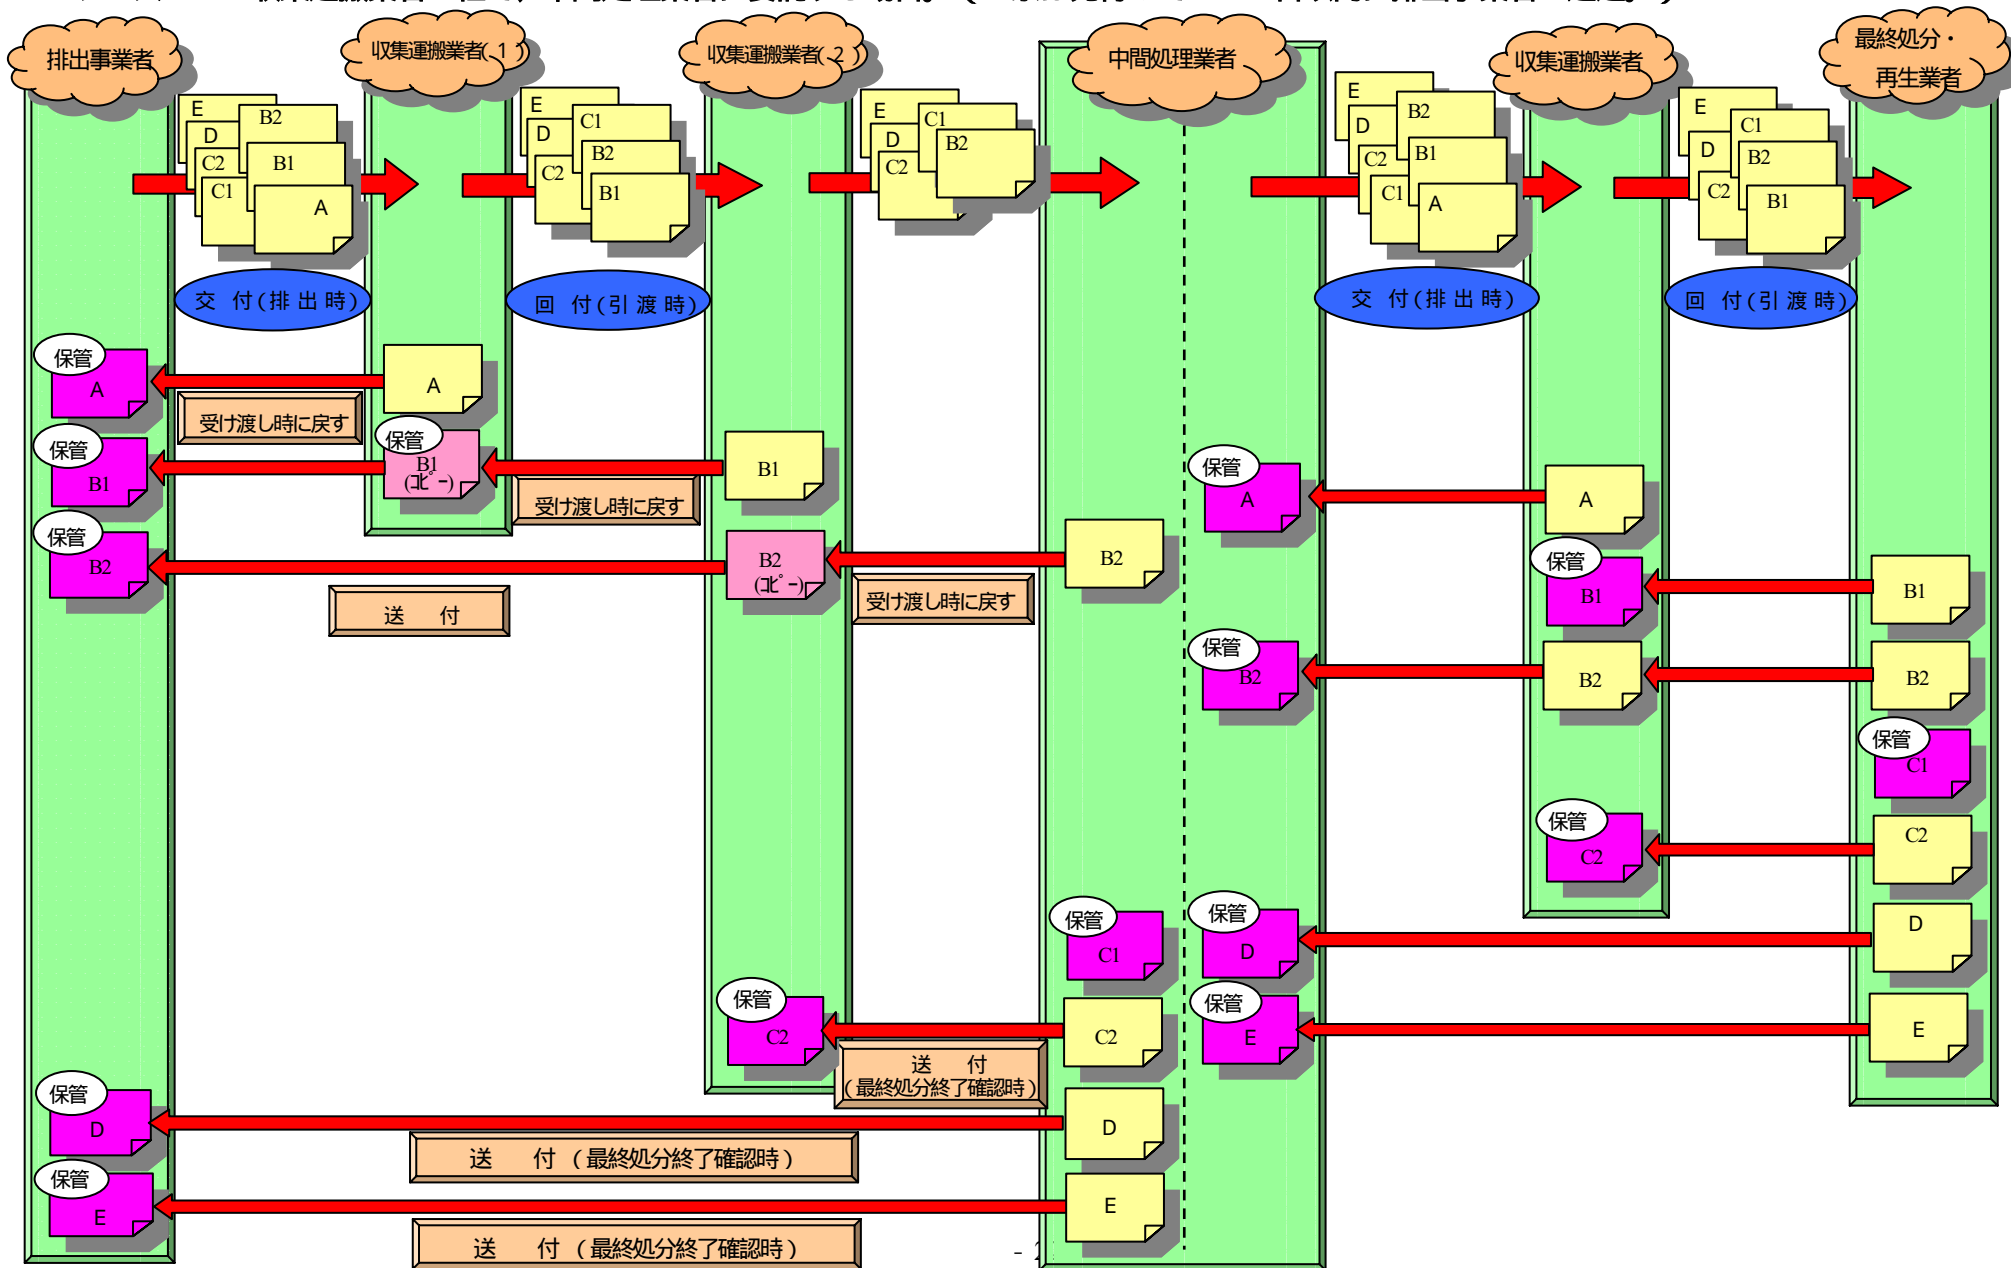 排出事業者
収集運搬業者( 1 )
収集運搬業者( 2 )
中間処理業者
収集運搬業者
最終処分・
再生業者
E
D
C2
C1
B2
B1
A
E
D
C2
C1
B2
B1
E
D
C2
C1
B2
E
D
C2
C1
B2
B1
A
E
D
C2
C1
B2
B1
交 付(排出時)
回 付(引渡時)
交 付(排出時)
回 付(引渡時)
保管
A
A
受け渡し時に戻す
保管
B1
保管
B1
(コピー)
B1
受け渡し時に戻す
保管
A
A
保管
B2
B2
(コピー)
B2
送 付
受け渡し時に戻す
保管
B1
B1
保管
B2
B2
B2
保管
C1
保管
C2
C2
保管
C1
保管
D
D
保管
C2
C2
送 付
(最終処分終了確認時)
保管
E
E
保管
D
D
送 付 (最終処分終了確認時)
保管
E
E
送 付 (最終処分終了確認時)